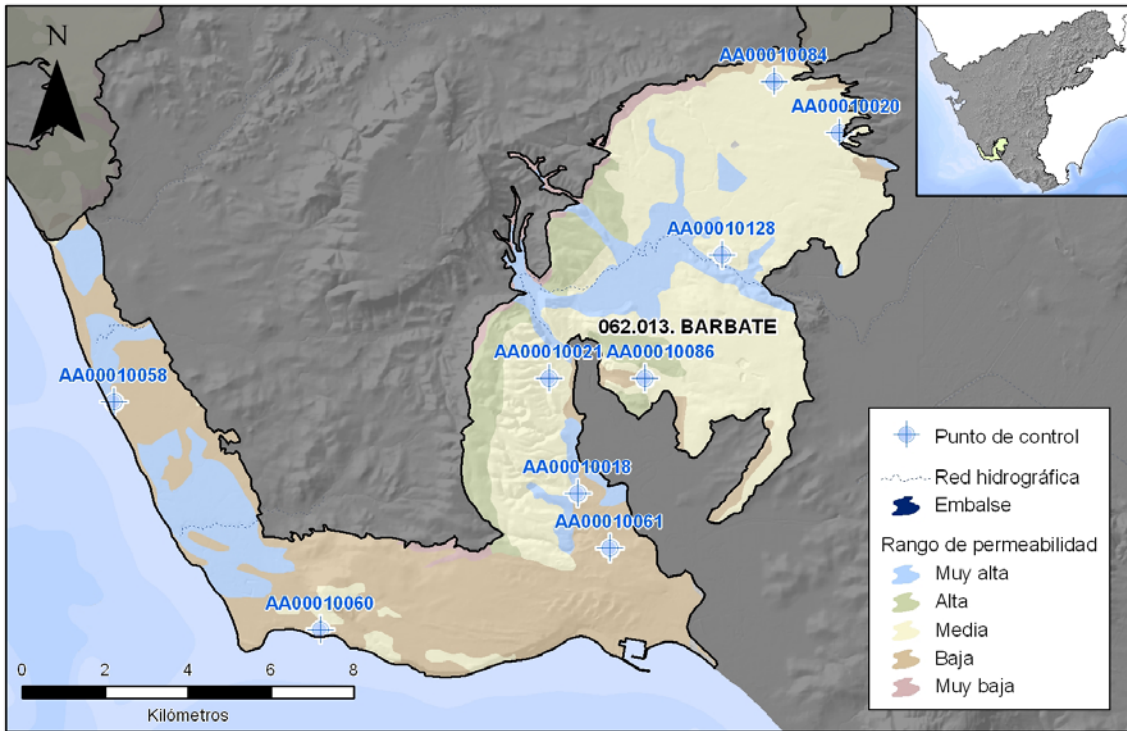 N
AA00010084
AA00010020
AA00010128
062.013. BARBATE
AA00010021
AA00010086
AA00010058
AA00010018
AA00010061
AA00010060
0 2 4 6 8
Kilómetros
Punto de control
Red hidrográfica
Embalse
Rango de permeabilidad
Muy alta
Alta
Media
Baja
Muy baja